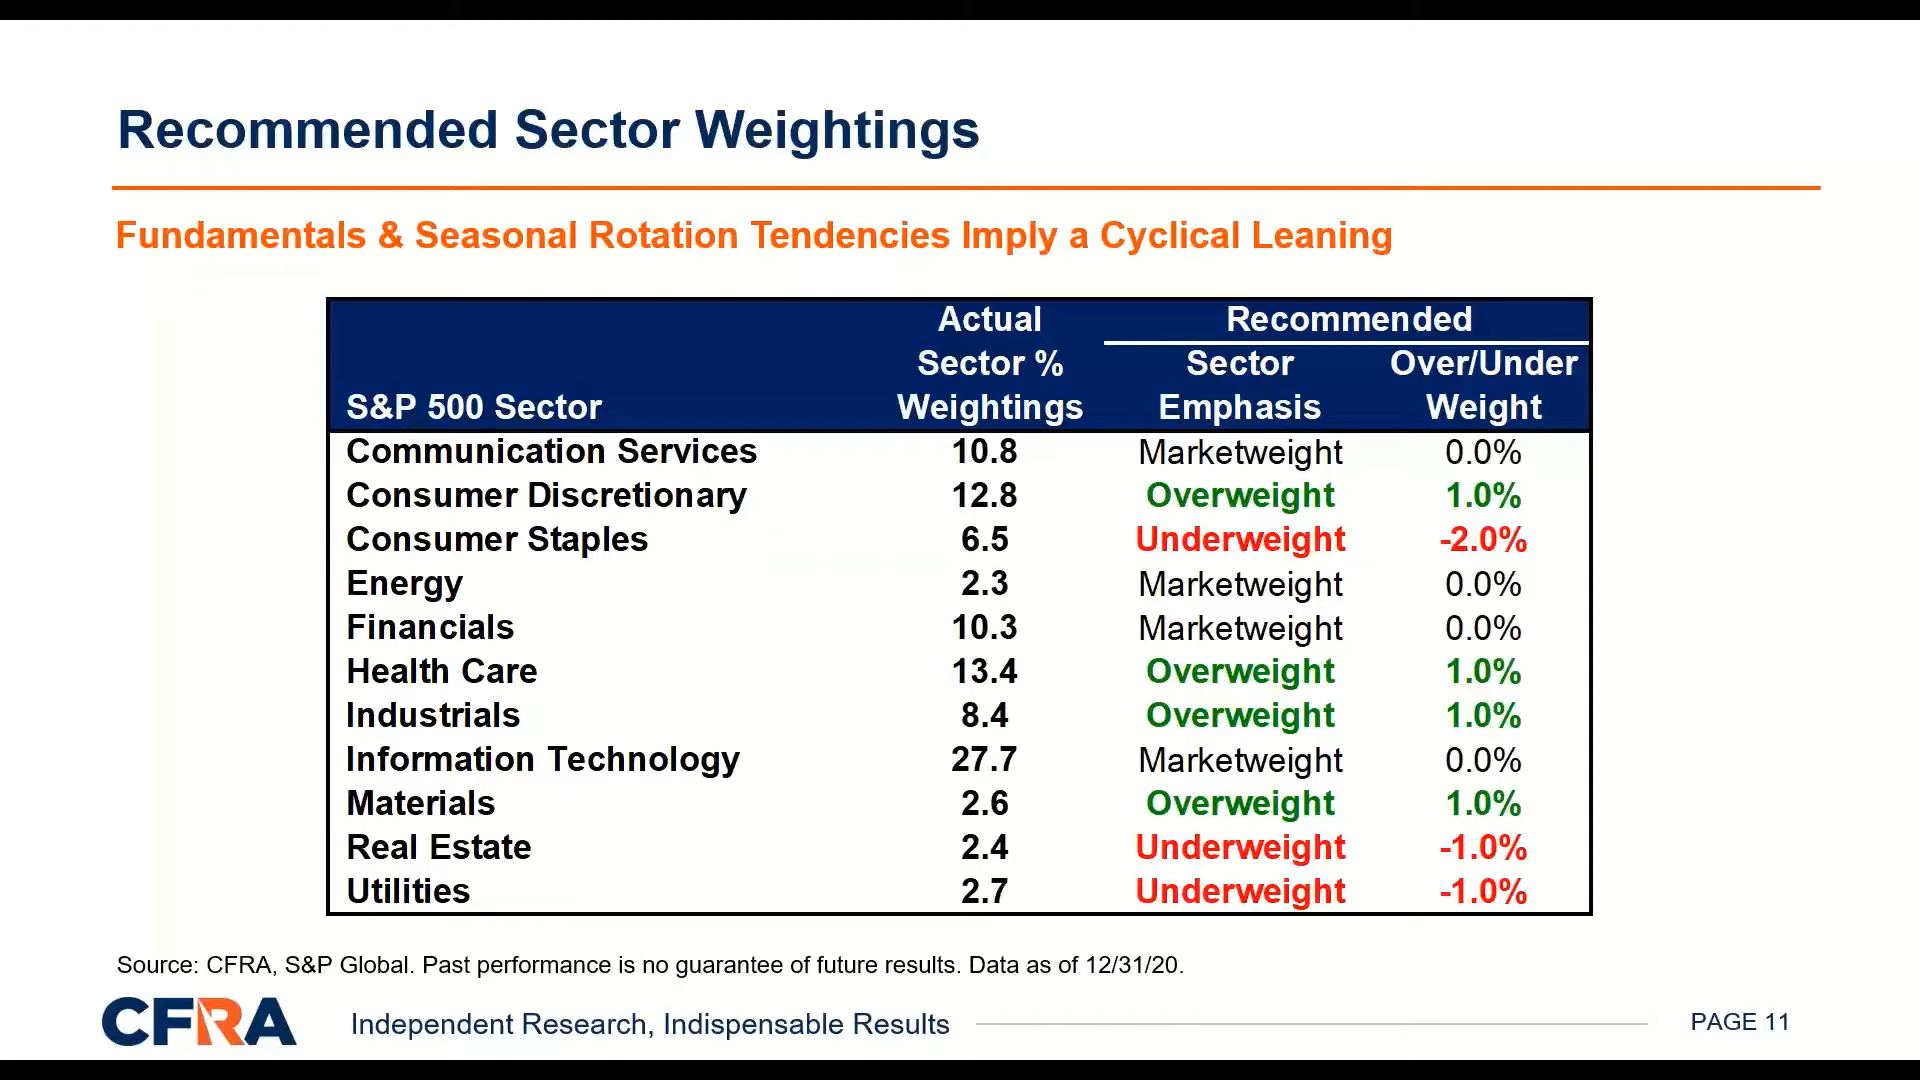 Recommended Sector Weightings
Fundamentals & Seasonal Rotation Tendencies Imply a Cyclical Leaning
Actual Recommended
Sector % Sector Over/Under
S&P 500 Sector Weightings Emphasis Weight
Communication Services 10.8 Marketweight 0.0%
Consumer Discretionary 12.8 Overweight 1.0%
Consumer Staples 6.5 Underweight -2.0%
Energy 2.3 Marketweight 0.0%
Financials 10.3 Marketweight 0.0%
Health Care 13.4 Overweight 1.0%
Industrials 8.4 Overweight 1.0%
Information Technology 27.7 Marketweight 0.0%
Materials 2.6 Overweight 1.0%
Real Estate 2.4 Underweight -1.0%
Utilities 2.7 Underweight -1.0%
Source: CFRA, S&P Global. Past performance is no guarantee of future results. Data as of 12/31/20.
CFRA Independent Research, Indispensable Results PAGE 11